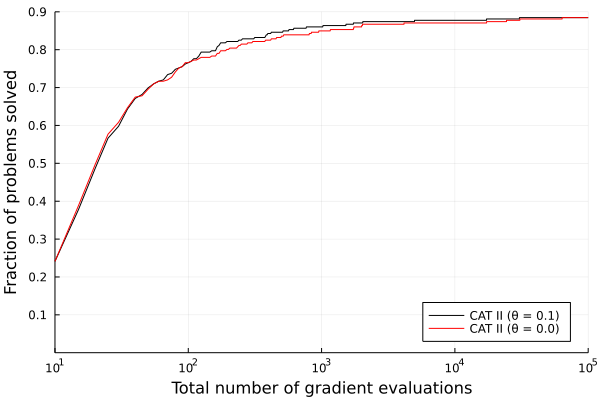 Fraction of problems solved
0.9
0.8
0.7
0.6
0.5
0.4
0.3
0.2
0.1
CAT II (θ = 0.1)
CAT II (θ = 0.0)
10¹ 10² 10³ 10⁴ 10⁵
Total number of gradient evaluations